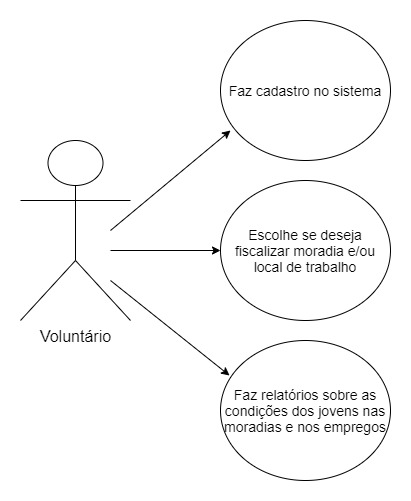 Faz cadastro no sistema
Escolhe se deseja
fiscalizar moradia e/ou
local de trabalho
Voluntário
Faz relatórios sobre as
condições dos jovens nas
moradias e nos empregos